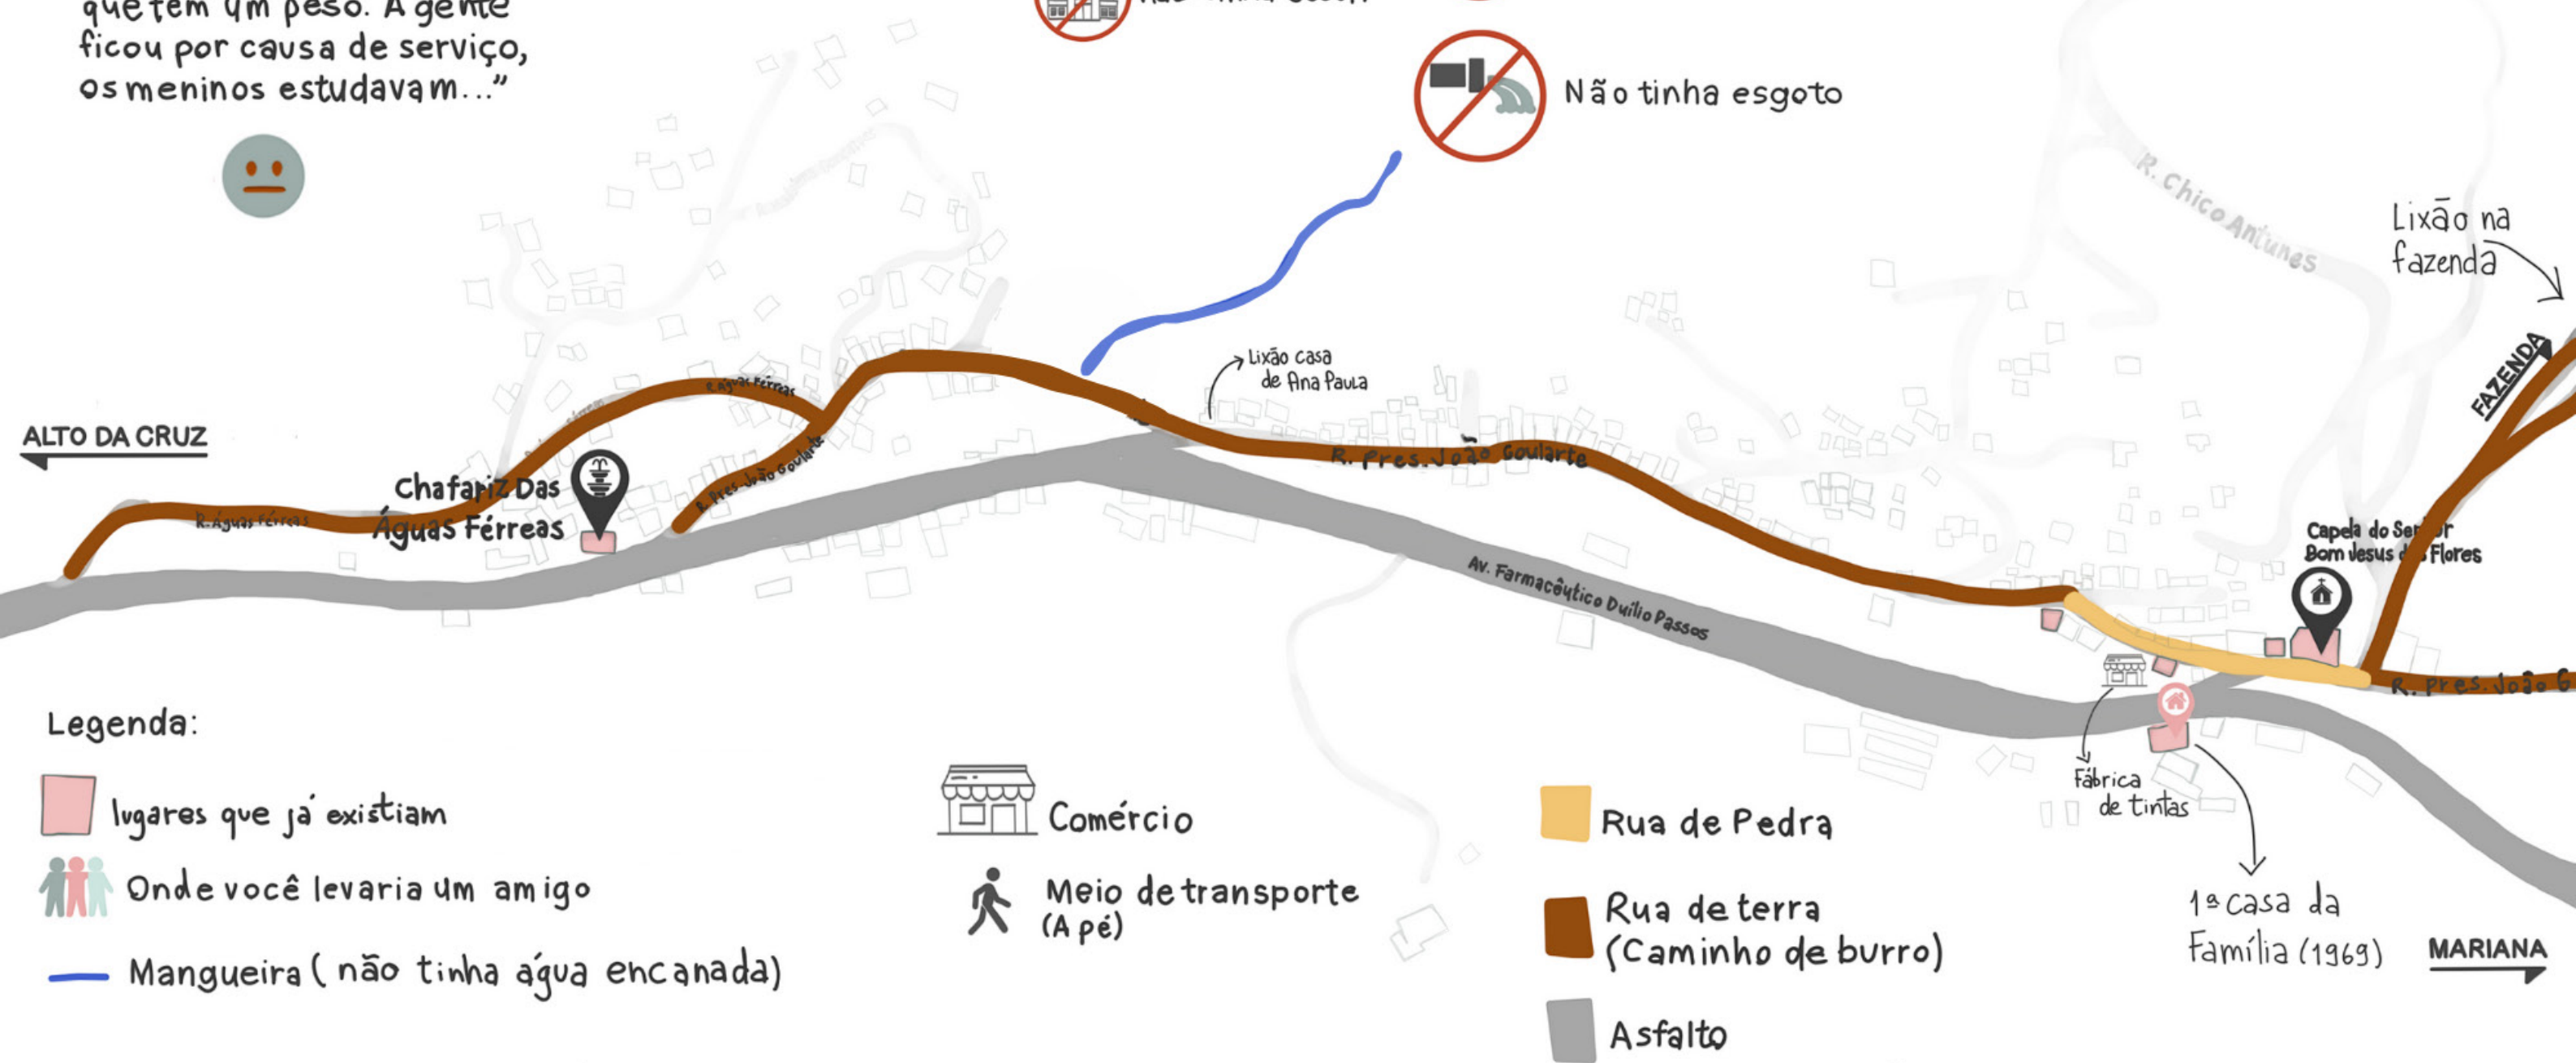 que tem um peso. A gente
ficou por causa de serviço,
os meninos estudavam..."
Não tinha esgoto
R. Chico Antunes
Lixão na
fazenda
FAZENDA
Lixão casa
de Ana Paula
ALTO DA CRUZ
R. Águas Férreas
R. Águas Férreas
Chafariz Das
Águas Férreas
R. Pres. João Goularte
R. Pres. João Goularte
Av. Farmacêutico Duílio Passos
Capela do Senhor
Bom Jesus das Flores
R. Pres. João G
Fábrica
de tintas
1ª casa da
Família (1969)
MARIANA
Legenda:
lugares que já existiam
Onde você levaria um amigo
Mangueira (não tinha água encanada)
Comércio
Meio de transporte
(A pé)
Rua de Pedra
Rua de terra
(Caminho de burro)
Asfalto